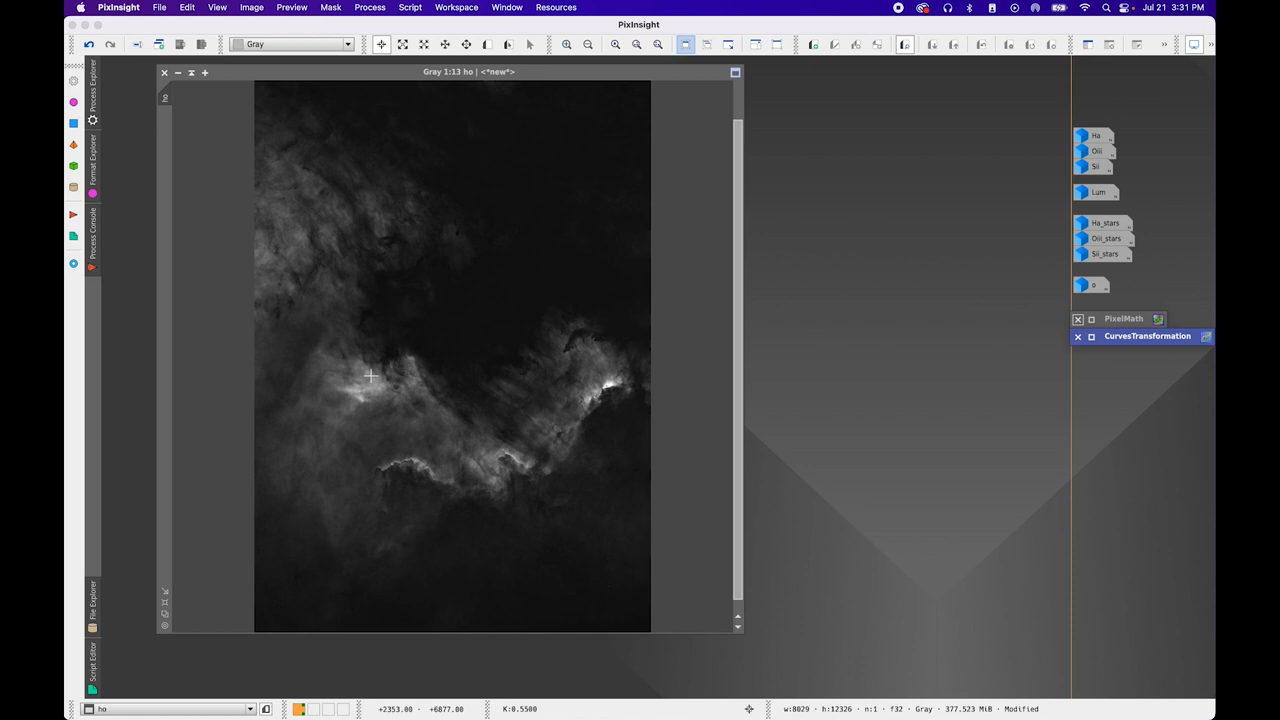 PixInsight File Edit View Image Preview Mask Process Script Workspace Window Resources Jul 21 3:31 PM
PixInsight
Gray
Process Explorer
Format Explorer
Process Console
File Explorer
Script Editor
Gray 1:13 ho | <*new*>
ho
Ha
Oiii
Sii
Lum
Ha_stars
Oiii_stars
Sii_stars
o
PixelMath
CurvesTransformation
ho
+2353.00 · +6877.00
K:0.5500
w:8029 · h:12326 · n:1 · f32 · Gray · 377.523 MiB · Modified